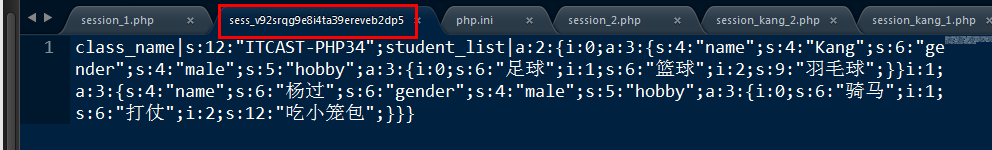 session_1.php sess_v92srqg9e8i4ta39ereveb2dp5 php.ini session_2.php session_kang_2.php session_kang_1.php
1 class_name|s:12:"ITCAST-PHP34";student_list|a:2:{i:0;a:3:{s:4:"name";s:4:"Kang";s:6:"ge
nder";s:4:"male";s:5:"hobby";a:3:{i:0;s:6:"足球";i:1;s:6:"篮球";i:2;s:9:"羽毛球";}}i:1;
a:3:{s:4:"name";s:6:"杨过";s:6:"gender";s:4:"male";s:5:"hobby";a:3:{i:0;s:6:"骑马";i:1;
s:6:"打仗";i:2;s:12:"吃小笼包";}}}